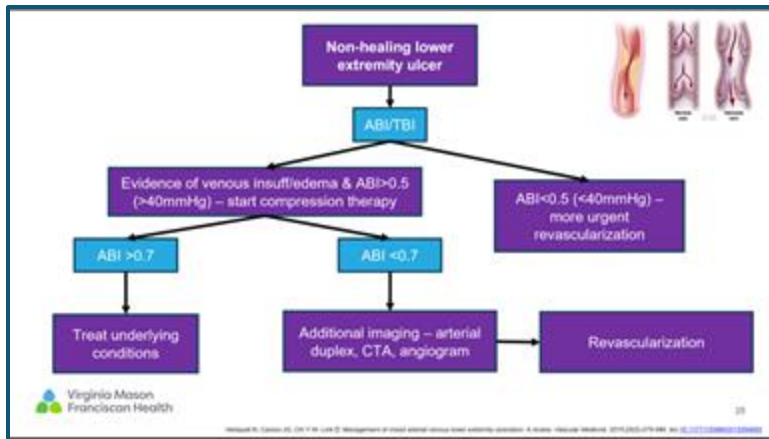 Non-healing lower
extremity ulcer
ABI/TBI
Evidence of venous insuff/edema & ABI>0.5
(>40mmHg) – start compression therapy
ABI<0.5 (<40mmHg) –
more urgent
revascularization
ABI >0.7
ABI <0.7
Treat underlying
conditions
Additional imaging – arterial
duplex, CTA, angiogram
Revascularization
Virginia Mason
Franciscan Health